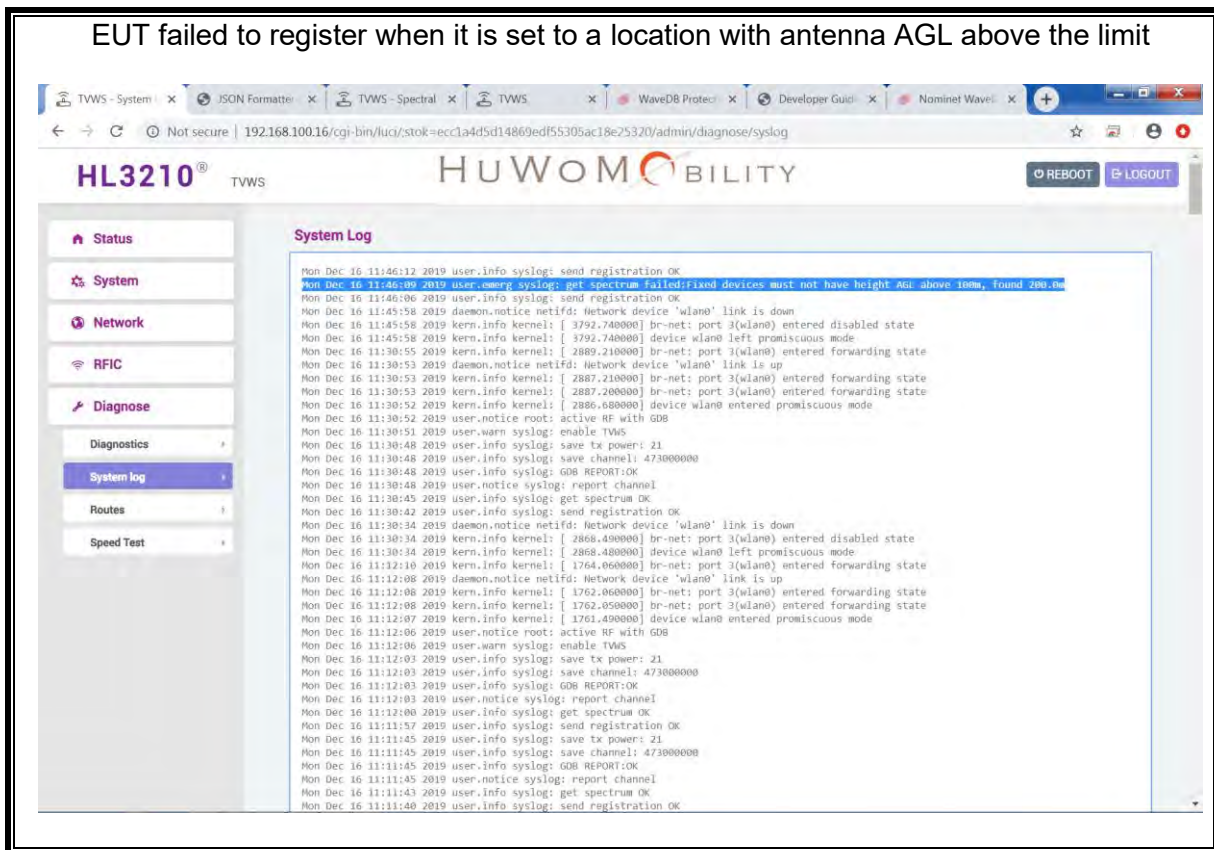 EUT failed to register when it is set to a location with antenna AGL above the limit
TVWS - System
JSON Formatter
TVWS - Spectral
TVWS
WaveDB Protec
Developer Guid
Nominet Wave
Not secure | 192.168.100.16/cgi-bin/luci/;stok=ecc1a4d5d14869edf55305ac18e25320/admin/diagnose/syslog
HL3210® TVWS
HUWOMOBILITY
REBOOT
LOGOUT
Status
System
Network
RFIC
Diagnose
Diagnostics
System log
Routes
Speed Test
System Log
Mon Dec 16 11:46:12 2019 user.info syslog: send registration OK
Mon Dec 16 11:46:09 2019 user.emerg syslog: get spectrum failed:Fixed devices must not have height AGL above 100m, found 200.0m
Mon Dec 16 11:46:06 2019 user.info syslog: send registration OK
Mon Dec 16 11:45:58 2019 daemon.notice netifd: Network device 'wlan0' link is down
Mon Dec 16 11:45:58 2019 kern.info kernel: [ 3792.740000] br-net: port 3(wlan0) entered disabled state
Mon Dec 16 11:45:58 2019 kern.info kernel: [ 3792.740000] device wlan0 left promiscuous mode
Mon Dec 16 11:30:55 2019 kern.info kernel: [ 2889.210000] br-net: port 3(wlan0) entered forwarding state
Mon Dec 16 11:30:53 2019 daemon.notice netifd: Network device 'wlan0' link is up
Mon Dec 16 11:30:53 2019 kern.info kernel: [ 2887.210000] br-net: port 3(wlan0) entered forwarding state
Mon Dec 16 11:30:53 2019 kern.info kernel: [ 2887.200000] br-net: port 3(wlan0) entered forwarding state
Mon Dec 16 11:30:52 2019 kern.info kernel: [ 2886.680000] device wlan0 entered promiscuous mode
Mon Dec 16 11:30:52 2019 user.notice root: active RF with GDB
Mon Dec 16 11:30:51 2019 user.warn syslog: enable TVWS
Mon Dec 16 11:30:48 2019 user.info syslog: save tx power: 21
Mon Dec 16 11:30:48 2019 user.info syslog: save channel: 473000000
Mon Dec 16 11:30:48 2019 user.info syslog: GDB REPORT:OK
Mon Dec 16 11:30:48 2019 user.notice syslog: report channel
Mon Dec 16 11:30:45 2019 user.info syslog: get spectrum OK
Mon Dec 16 11:30:42 2019 user.info syslog: send registration OK
Mon Dec 16 11:30:34 2019 daemon.notice netifd: Network device 'wlan0' link is down
Mon Dec 16 11:30:34 2019 kern.info kernel: [ 2868.490000] br-net: port 3(wlan0) entered disabled state
Mon Dec 16 11:30:34 2019 kern.info kernel: [ 2868.480000] device wlan0 left promiscuous mode
Mon Dec 16 11:12:10 2019 kern.info kernel: [ 1764.060000] br-net: port 3(wlan0) entered forwarding state
Mon Dec 16 11:12:08 2019 daemon.notice netifd: Network device 'wlan0' link is up
Mon Dec 16 11:12:08 2019 kern.info kernel: [ 1762.060000] br-net: port 3(wlan0) entered forwarding state
Mon Dec 16 11:12:08 2019 kern.info kernel: [ 1762.050000] br-net: port 3(wlan0) entered forwarding state
Mon Dec 16 11:12:07 2019 kern.info kernel: [ 1761.490000] device wlan0 entered promiscuous mode
Mon Dec 16 11:12:06 2019 user.notice root: active RF with GDB
Mon Dec 16 11:12:06 2019 user.warn syslog: enable TVWS
Mon Dec 16 11:12:03 2019 user.info syslog: save tx power: 21
Mon Dec 16 11:12:03 2019 user.info syslog: save channel: 473000000
Mon Dec 16 11:12:03 2019 user.info syslog: GDB REPORT:OK
Mon Dec 16 11:12:03 2019 user.notice syslog: report channel
Mon Dec 16 11:12:00 2019 user.info syslog: get spectrum OK
Mon Dec 16 11:11:57 2019 user.info syslog: send registration OK
Mon Dec 16 11:11:45 2019 user.info syslog: save tx power: 21
Mon Dec 16 11:11:45 2019 user.info syslog: save channel: 473000000
Mon Dec 16 11:11:45 2019 user.info syslog: GDB REPORT:OK
Mon Dec 16 11:11:45 2019 user.notice syslog: report channel
Mon Dec 16 11:11:43 2019 user.info syslog: get spectrum OK
Mon Dec 16 11:11:40 2019 user.info syslog: send registration OK